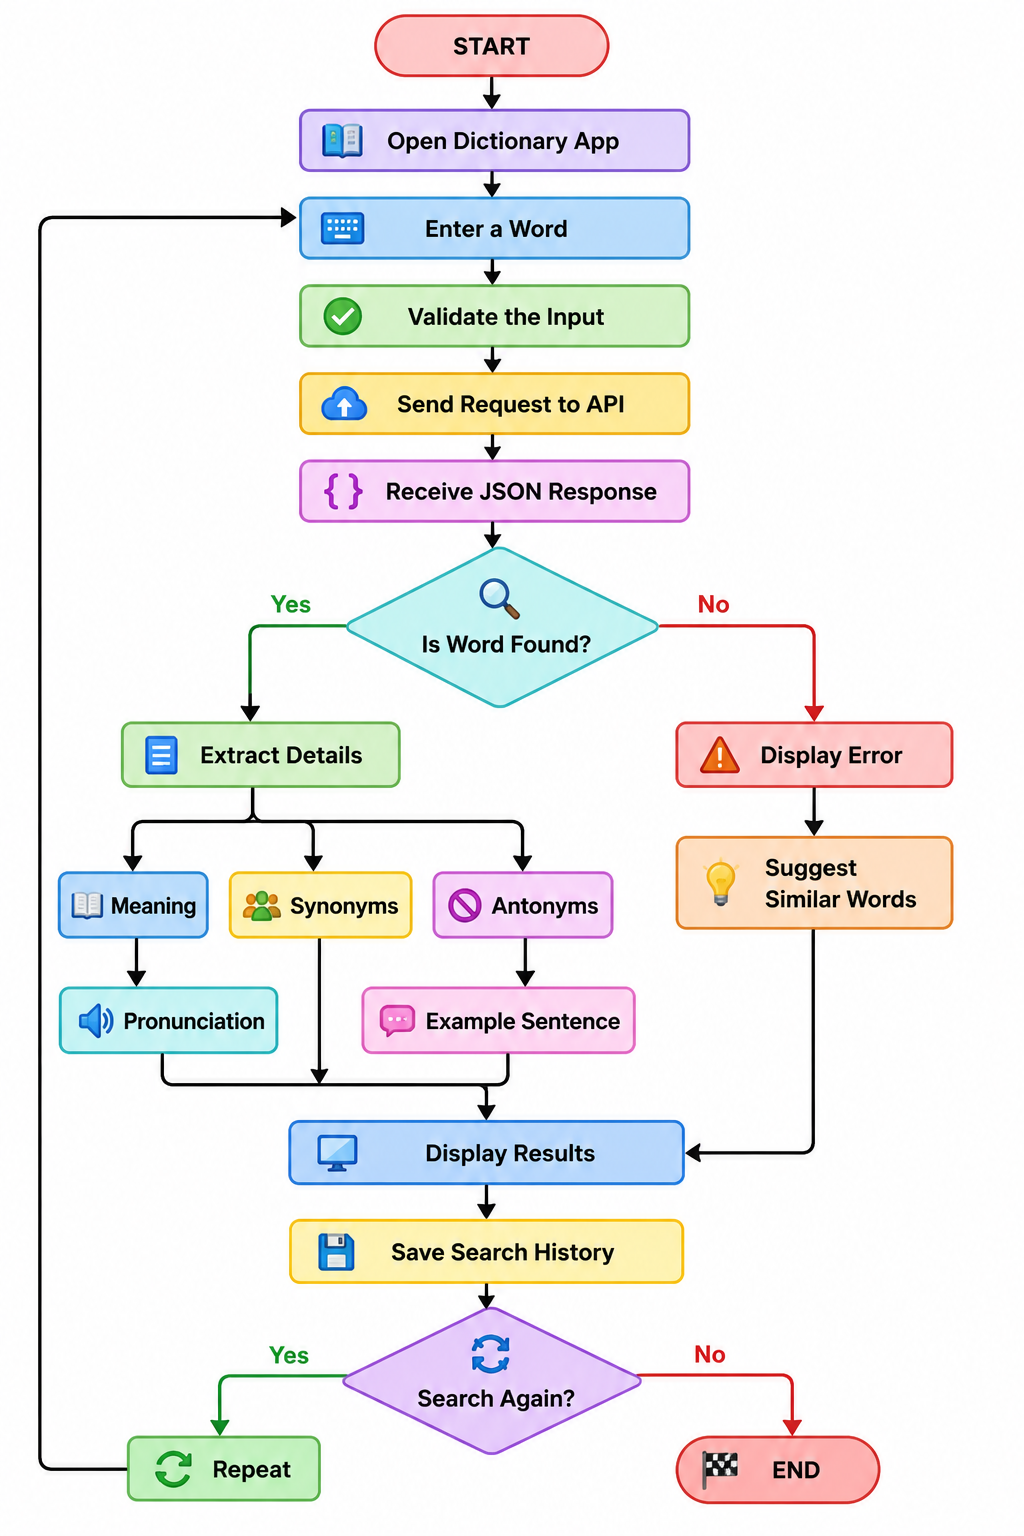 START
Open Dictionary App
Enter a Word
Validate the Input
Send Request to API
{ } Receive JSON Response
Is Word Found?
Yes
No
Extract Details
Display Error
Suggest
Similar Words
Meaning
Synonyms
Antonyms
Pronunciation
Example Sentence
Display Results
Save Search History
Search Again?
Yes
No
Repeat
END